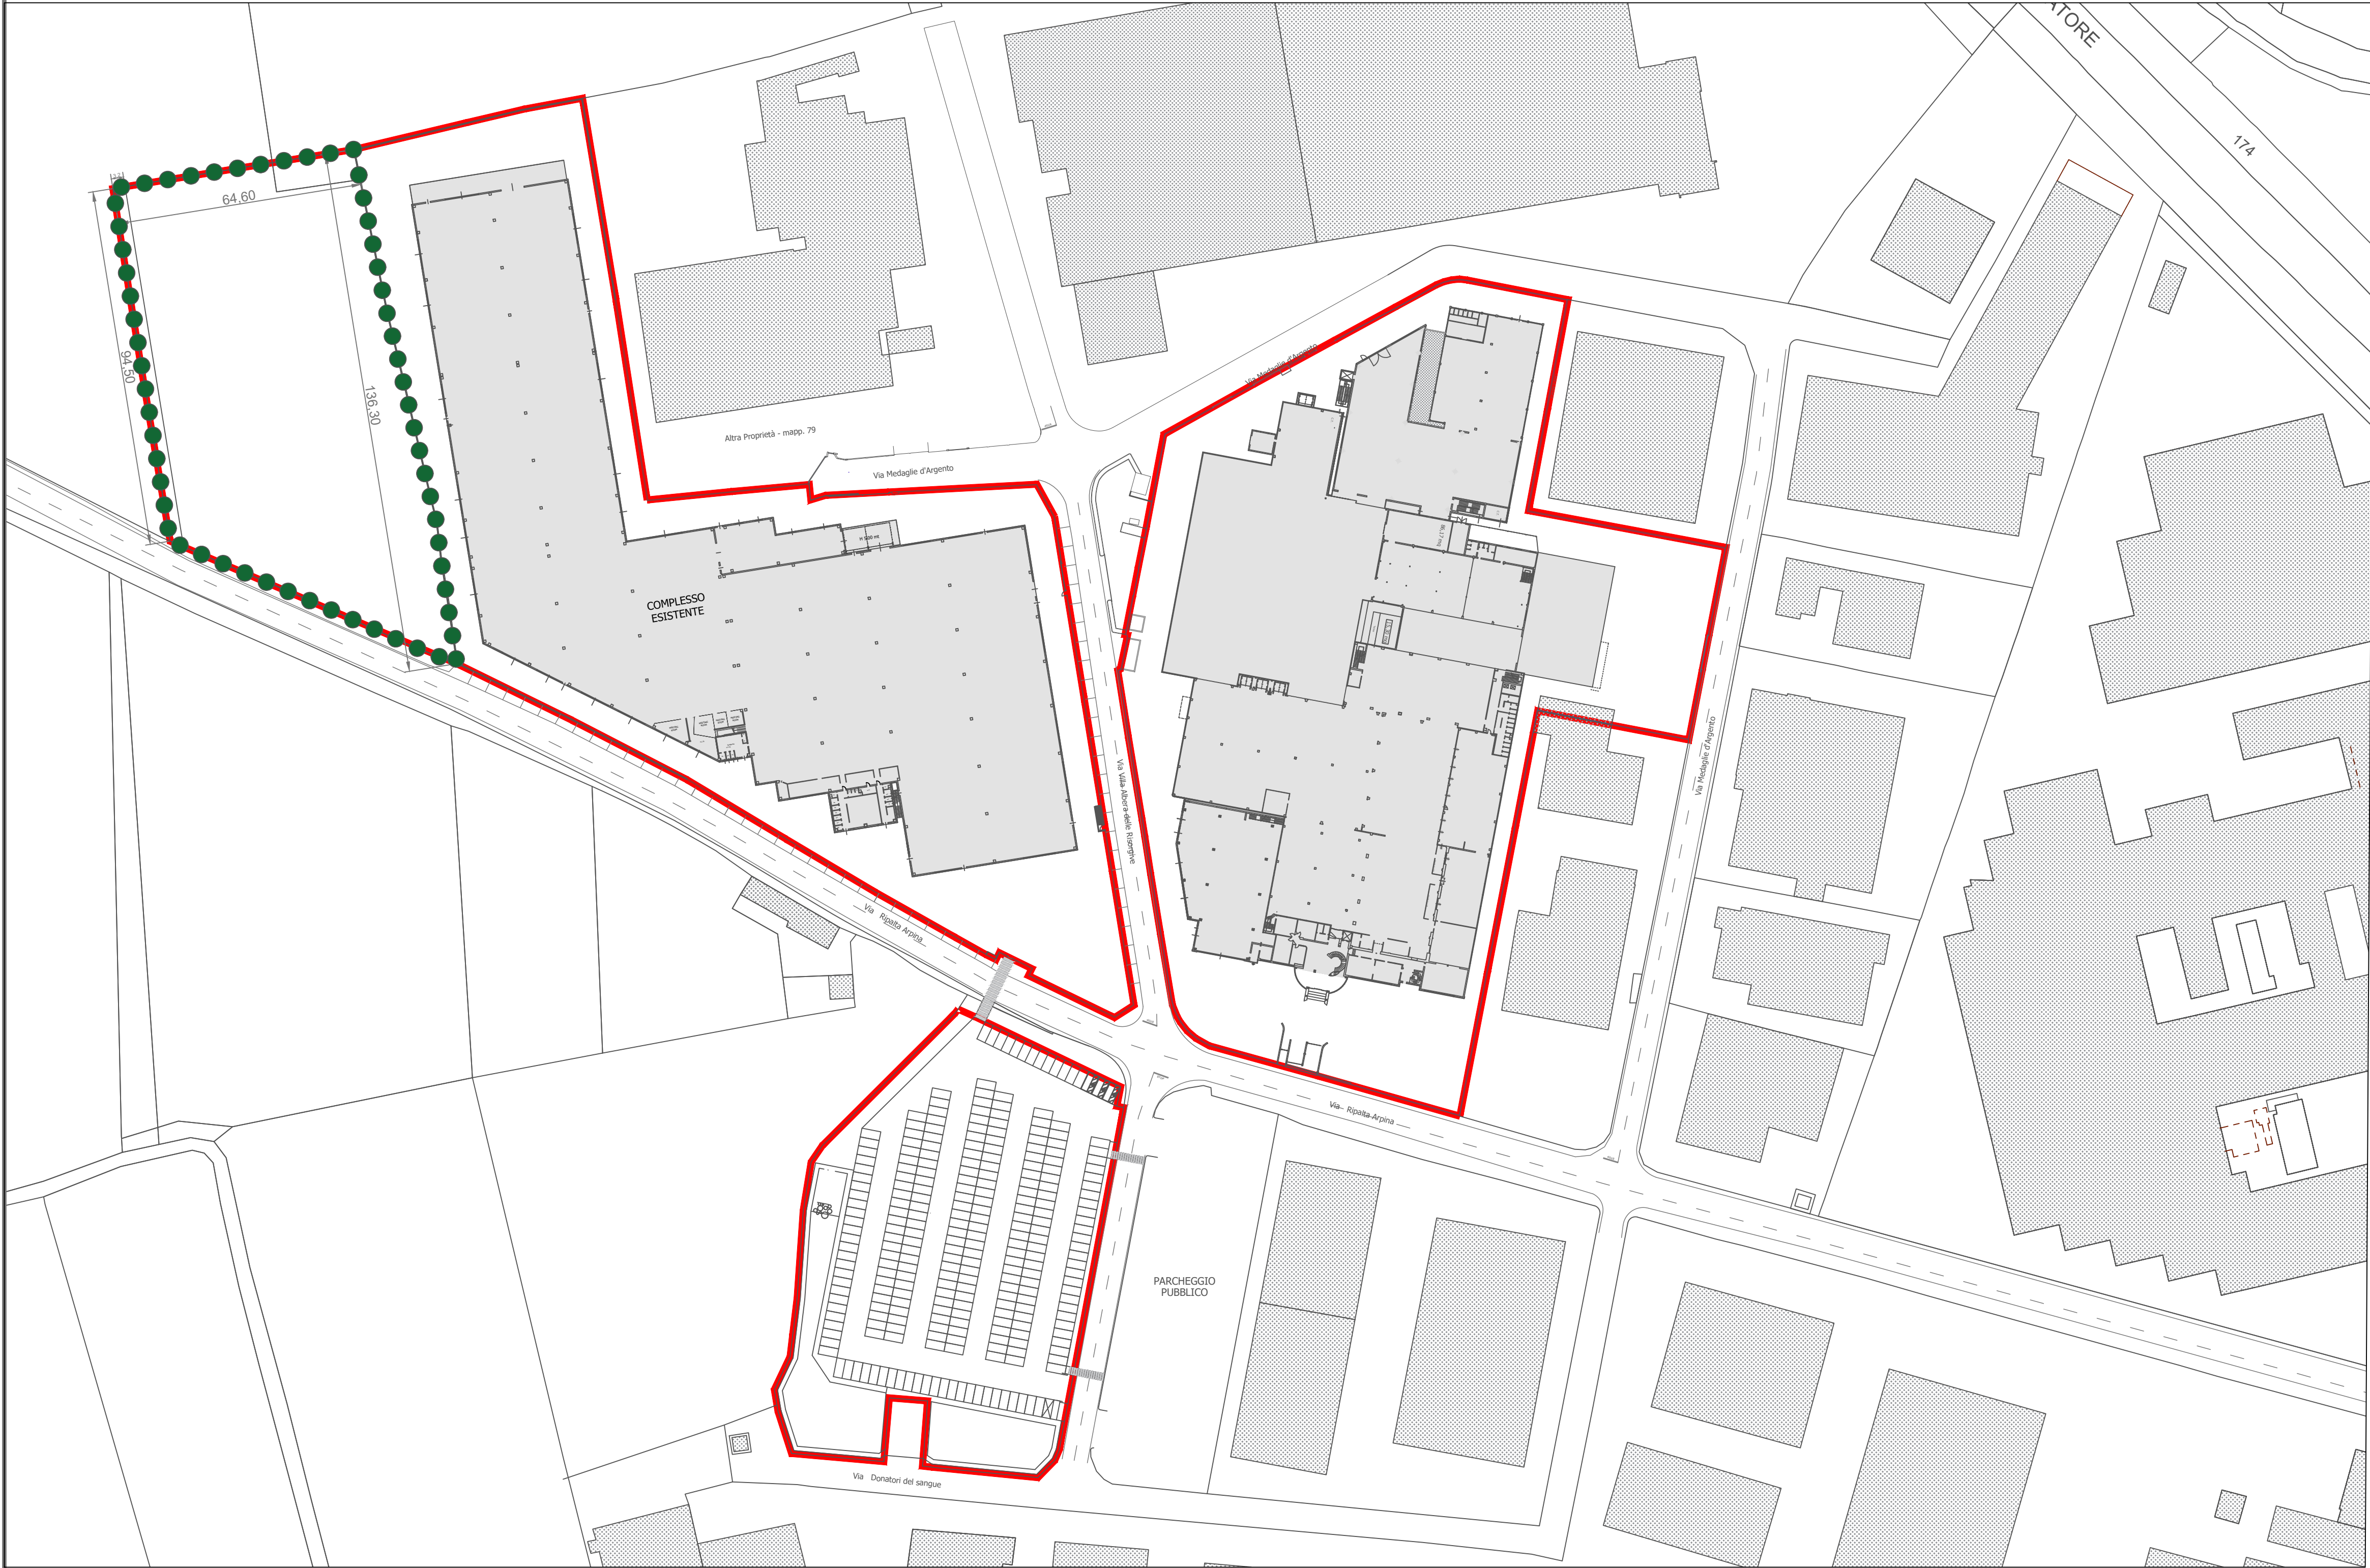 ATORE
174
64,60
94,50
136,30
Altra Proprietà - mapp. 79
Via Medaglie d'Argento
Via Medaglie d'Argento
COMPLESSO
ESISTENTE
Via Villa Albera delle Risorgive
Via Medaglie d'Argento
Via Ripalta Arpina
Via Ripalta Arpina
PARCHEGGIO
PUBBLICO
Via Donatori del sangue